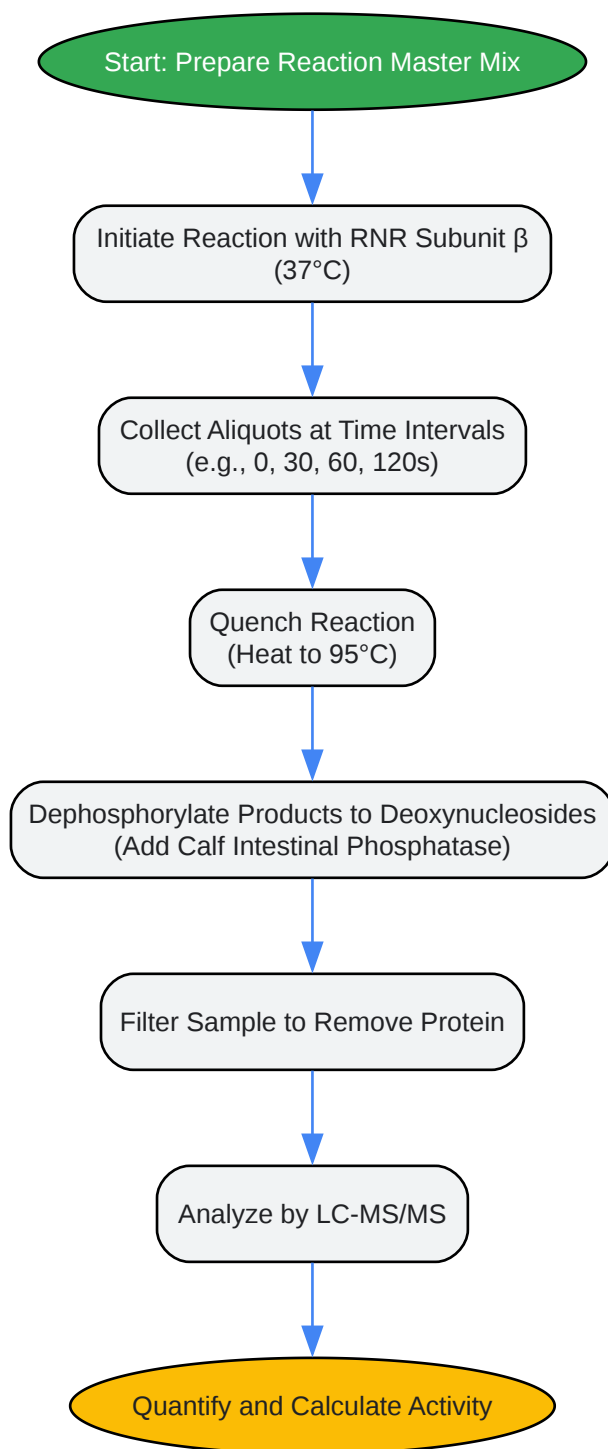 Start: Prepare Reaction Master Mix
Initiate Reaction with RNR Subunit β
(37°C)
Collect Aliquots at Time Intervals
(e.g., 0, 30, 60, 120s)
Quench Reaction
(Heat to 95°C)
Dephosphorylate Products to Deoxynucleosides
(Add Calf Intestinal Phosphatase)
Filter Sample to Remove Protein
Analyze by LC-MS/MS
Quantify and Calculate Activity